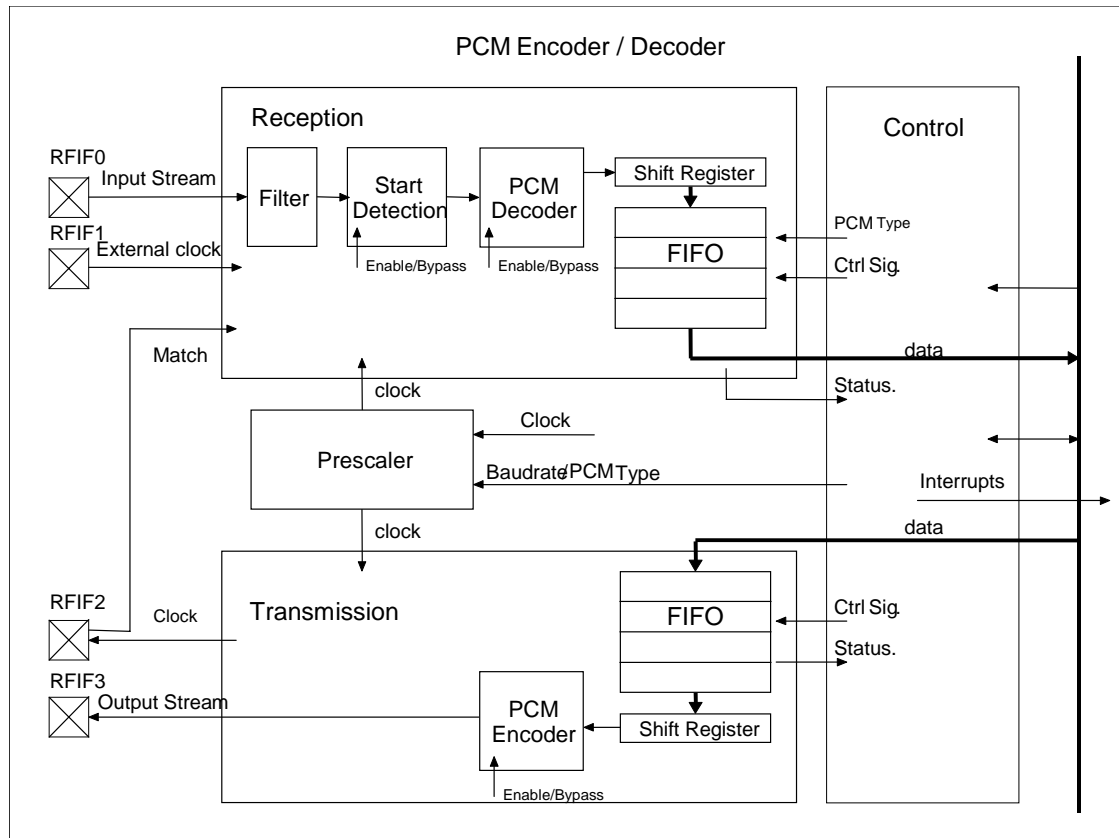 PCM Encoder / Decoder
Reception
Control
RFIF0
Input Stream
Filter
Start
Detection
PCM
Decoder
Shift Register
RFIF1
External clock
Enable/Bypass
Enable/Bypass
FIFO
PCM Type
Ctrl Sig.
Match
data
clock
Status.
Clock
Prescaler
Baudrate/PCM Type
Interrupts
clock
data
RFIF2
Clock
Transmission
FIFO
Ctrl Sig.
Status.
RFIF3
Output Stream
PCM
Encoder
Shift Register
Enable/Bypass